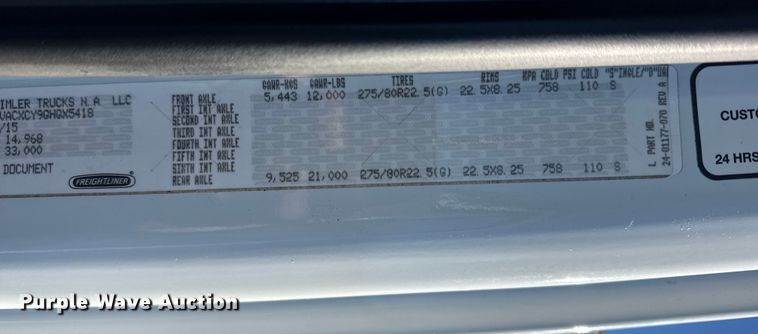 GAWR-KGS GAWR-LBS TIRES RIMS KPA COLD PSI COLD "S"INGLE/"D"UA
IMLER TRUCKS N.A. LLC FRONT AXLE 5,443 12,000 275/80R22.5(G) 22.5X8.25 758 110 S
VACXCY9GHGX5418 FIRST INT AXLE
SECOND INT AXLE
/15 THIRD INT AXLE
14,968 FOURTH INT AXLE
33,000 FIFTH INT AXLE
DOCUMENT SIXTH INT AXLE
REAR AXLE 9,525 21,000 275/80R22.5(G) 22.5X8.25 758 110 S
FREIGHTLINER
L PART NO.
24-01177-070 REV A
CUSTO
24 HRS
Purple Wave Auction